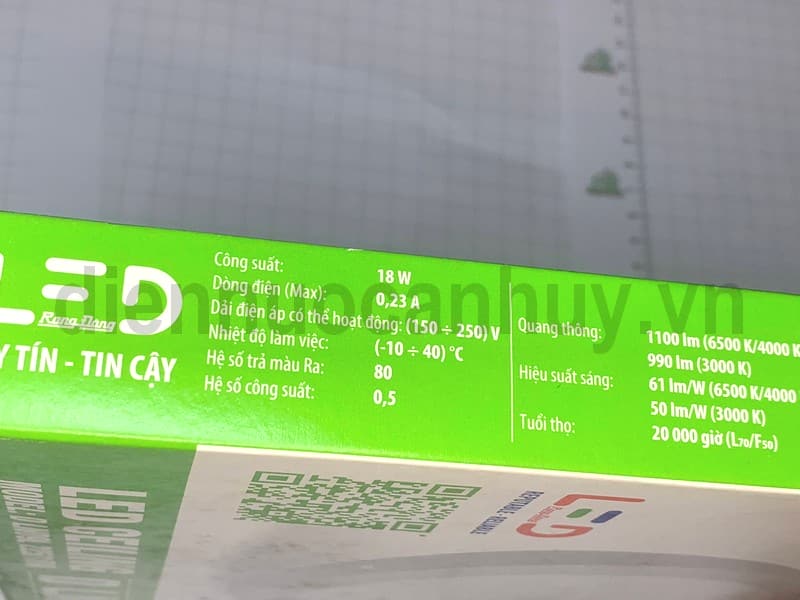 LED
Rạng Đông
Y TÍN - TIN CẬY
Công suất: 18 W
Dòng điện (Max): 0,23 A
Dải điện áp có thể hoạt động: (150 ÷ 250) V
Nhiệt độ làm việc: (-10 ÷ 40) °C
Hệ số trả màu Ra: 80
Hệ số công suất: 0,5
Quang thông: 1100 lm (6500 K/4000 K
990 lm (3000 K)
Hiệu suất sáng: 61 lm/W (6500 K/4000
50 lm/W (3000 K)
Tuổi thọ: 20 000 giờ (L70/F50)
LED
REPUTABLE - RELIABLE